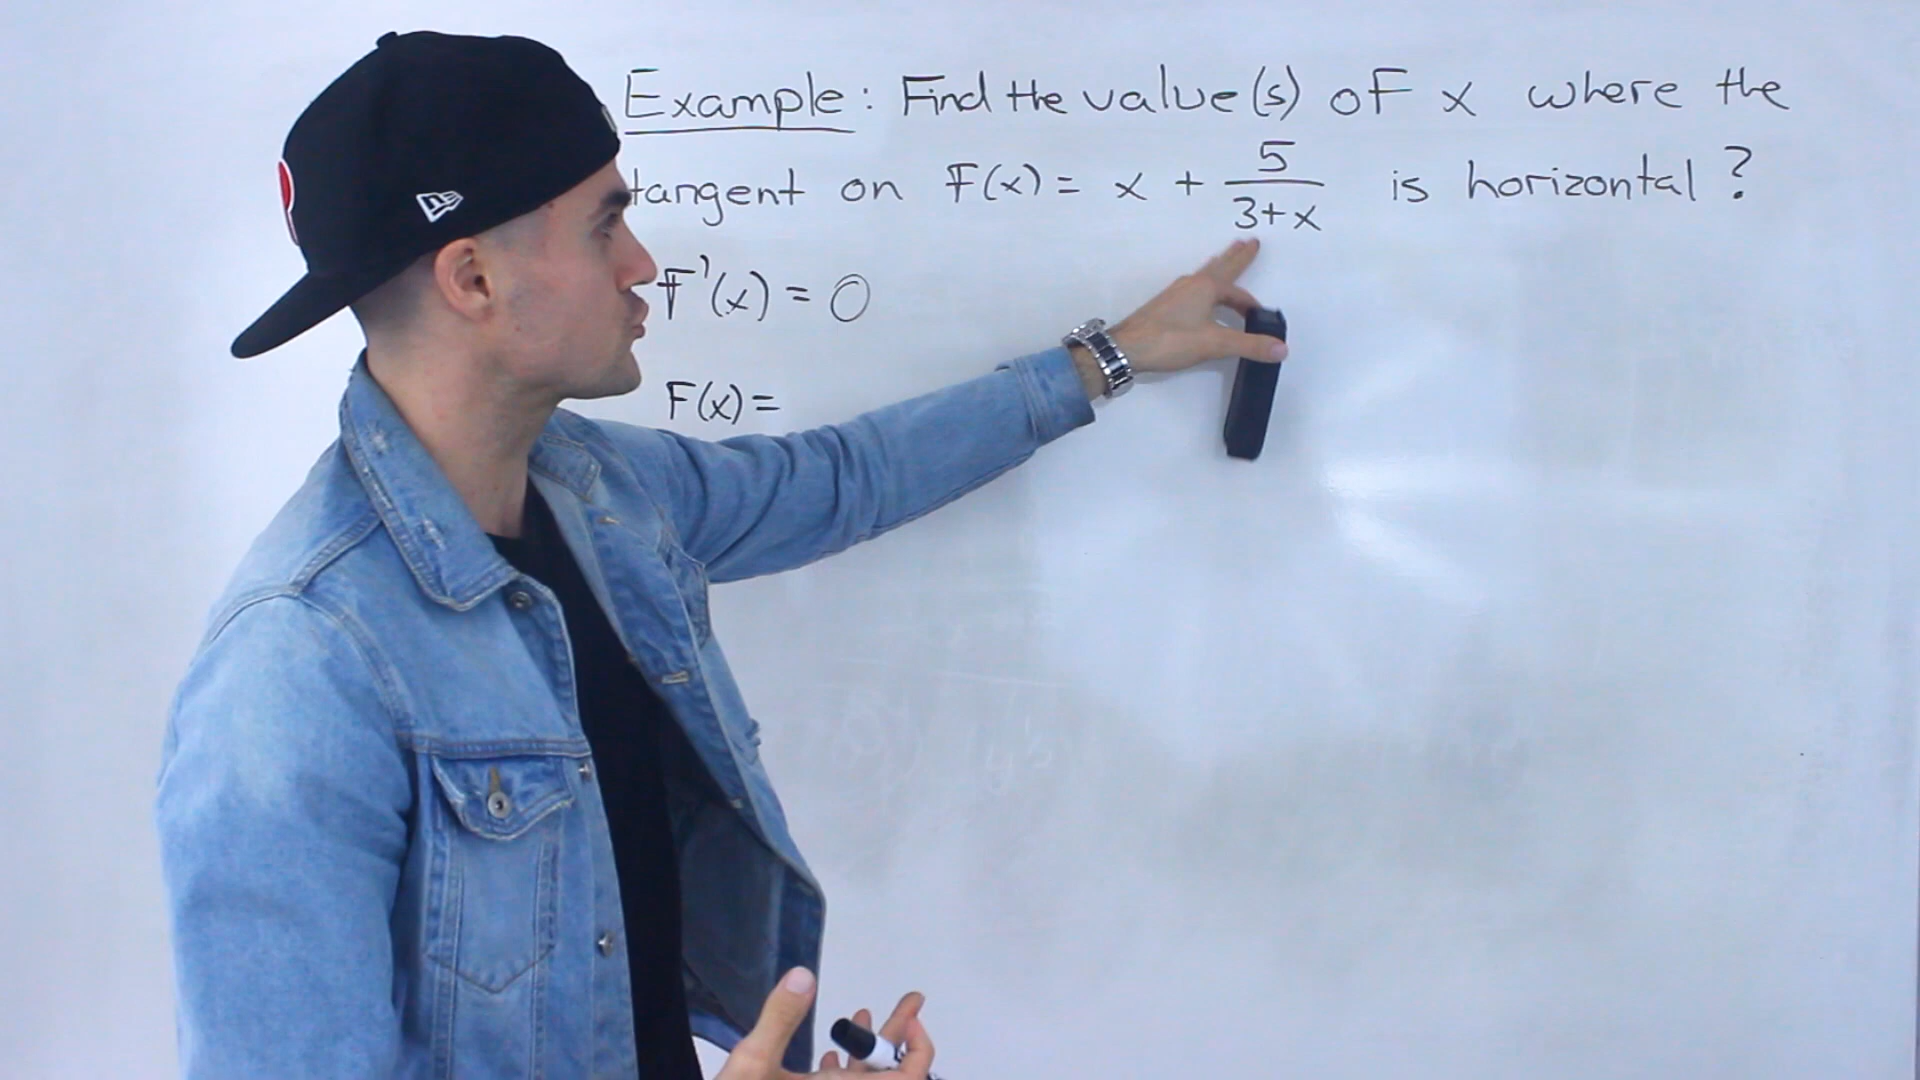 Example: Find the value(s) of x where the
tangent on F(x) = x + 5/(3+x) is horizontal?
F'(x) = 0
F(x) =